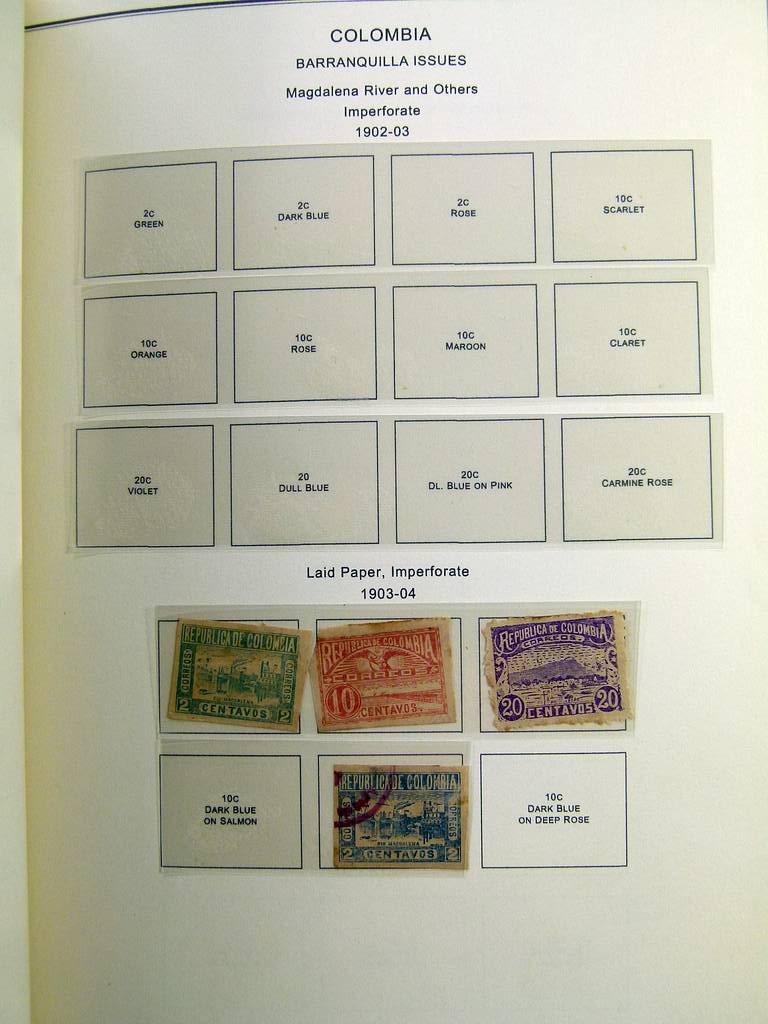 COLOMBIA
BARRANQUILLA ISSUES
Magdalena River and Others
Imperforate
1902-03
2C
GREEN
2C
DARK BLUE
2C
ROSE
10C
SCARLET
10C
ORANGE
10C
ROSE
10C
MAROON
10C
CLARET
20C
VIOLET
20
DULL BLUE
20C
DL. BLUE ON PINK
20C
CARMINE ROSE
Laid Paper, Imperforate
1903-04
REPUBLICA DE COLOMBIA
CORREOS
CORREOS
RIO MAGDALENA
2 CENTAVOS 2
REPUBLICA DE COLOMBIA
CORREOS
10 CENTAVOS
REPUBLICA DE COLOMBIA
CORREOS
20 CENTAVOS 20
10C
DARK BLUE
ON SALMON
REPUBLICA DE COLOMBIA
CORREOS
RIO MAGDALENA
2 CENTAVOS 2
10C
DARK BLUE
ON DEEP ROSE